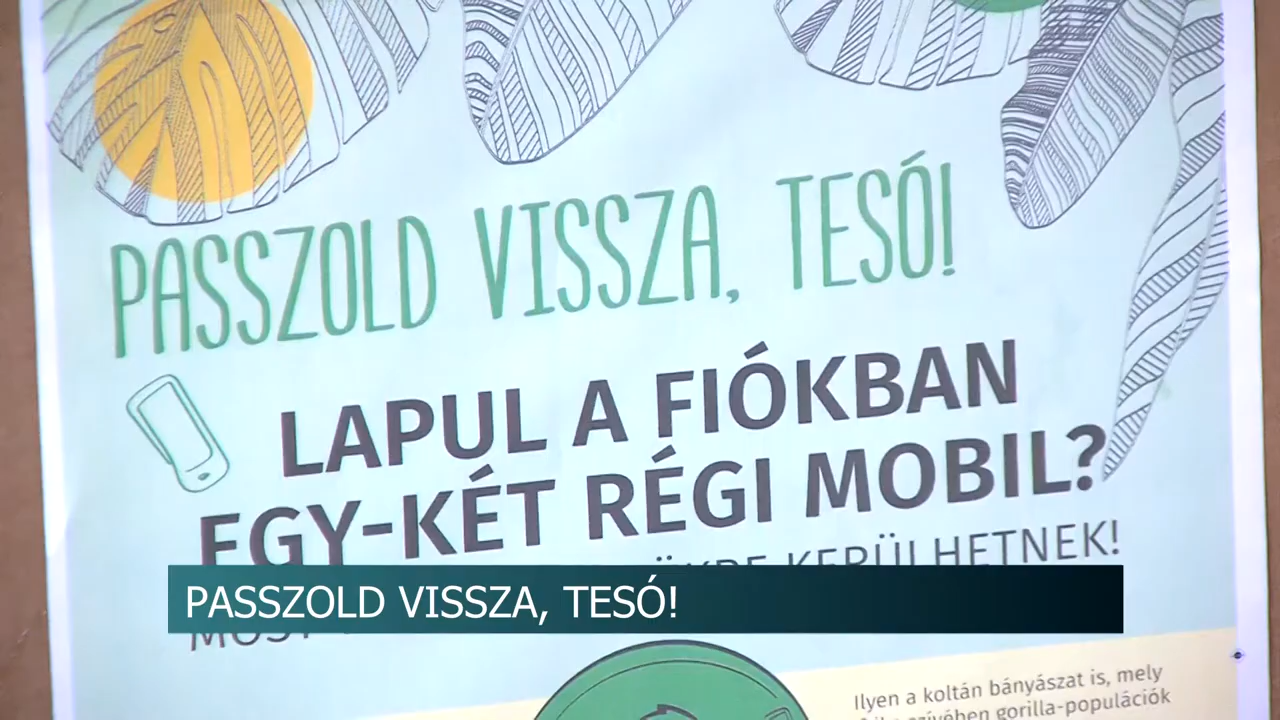 PASSZOLD VISSZA, TESÓ!
LAPUL A FIÓKBAN
EGY-KÉT RÉGI MOBIL?
KERÜLHETNEK!
PASSZOLD VISSZA, TESÓ!
Ilyen a koltán bányászat is, mely
szívében gorilla-populációk